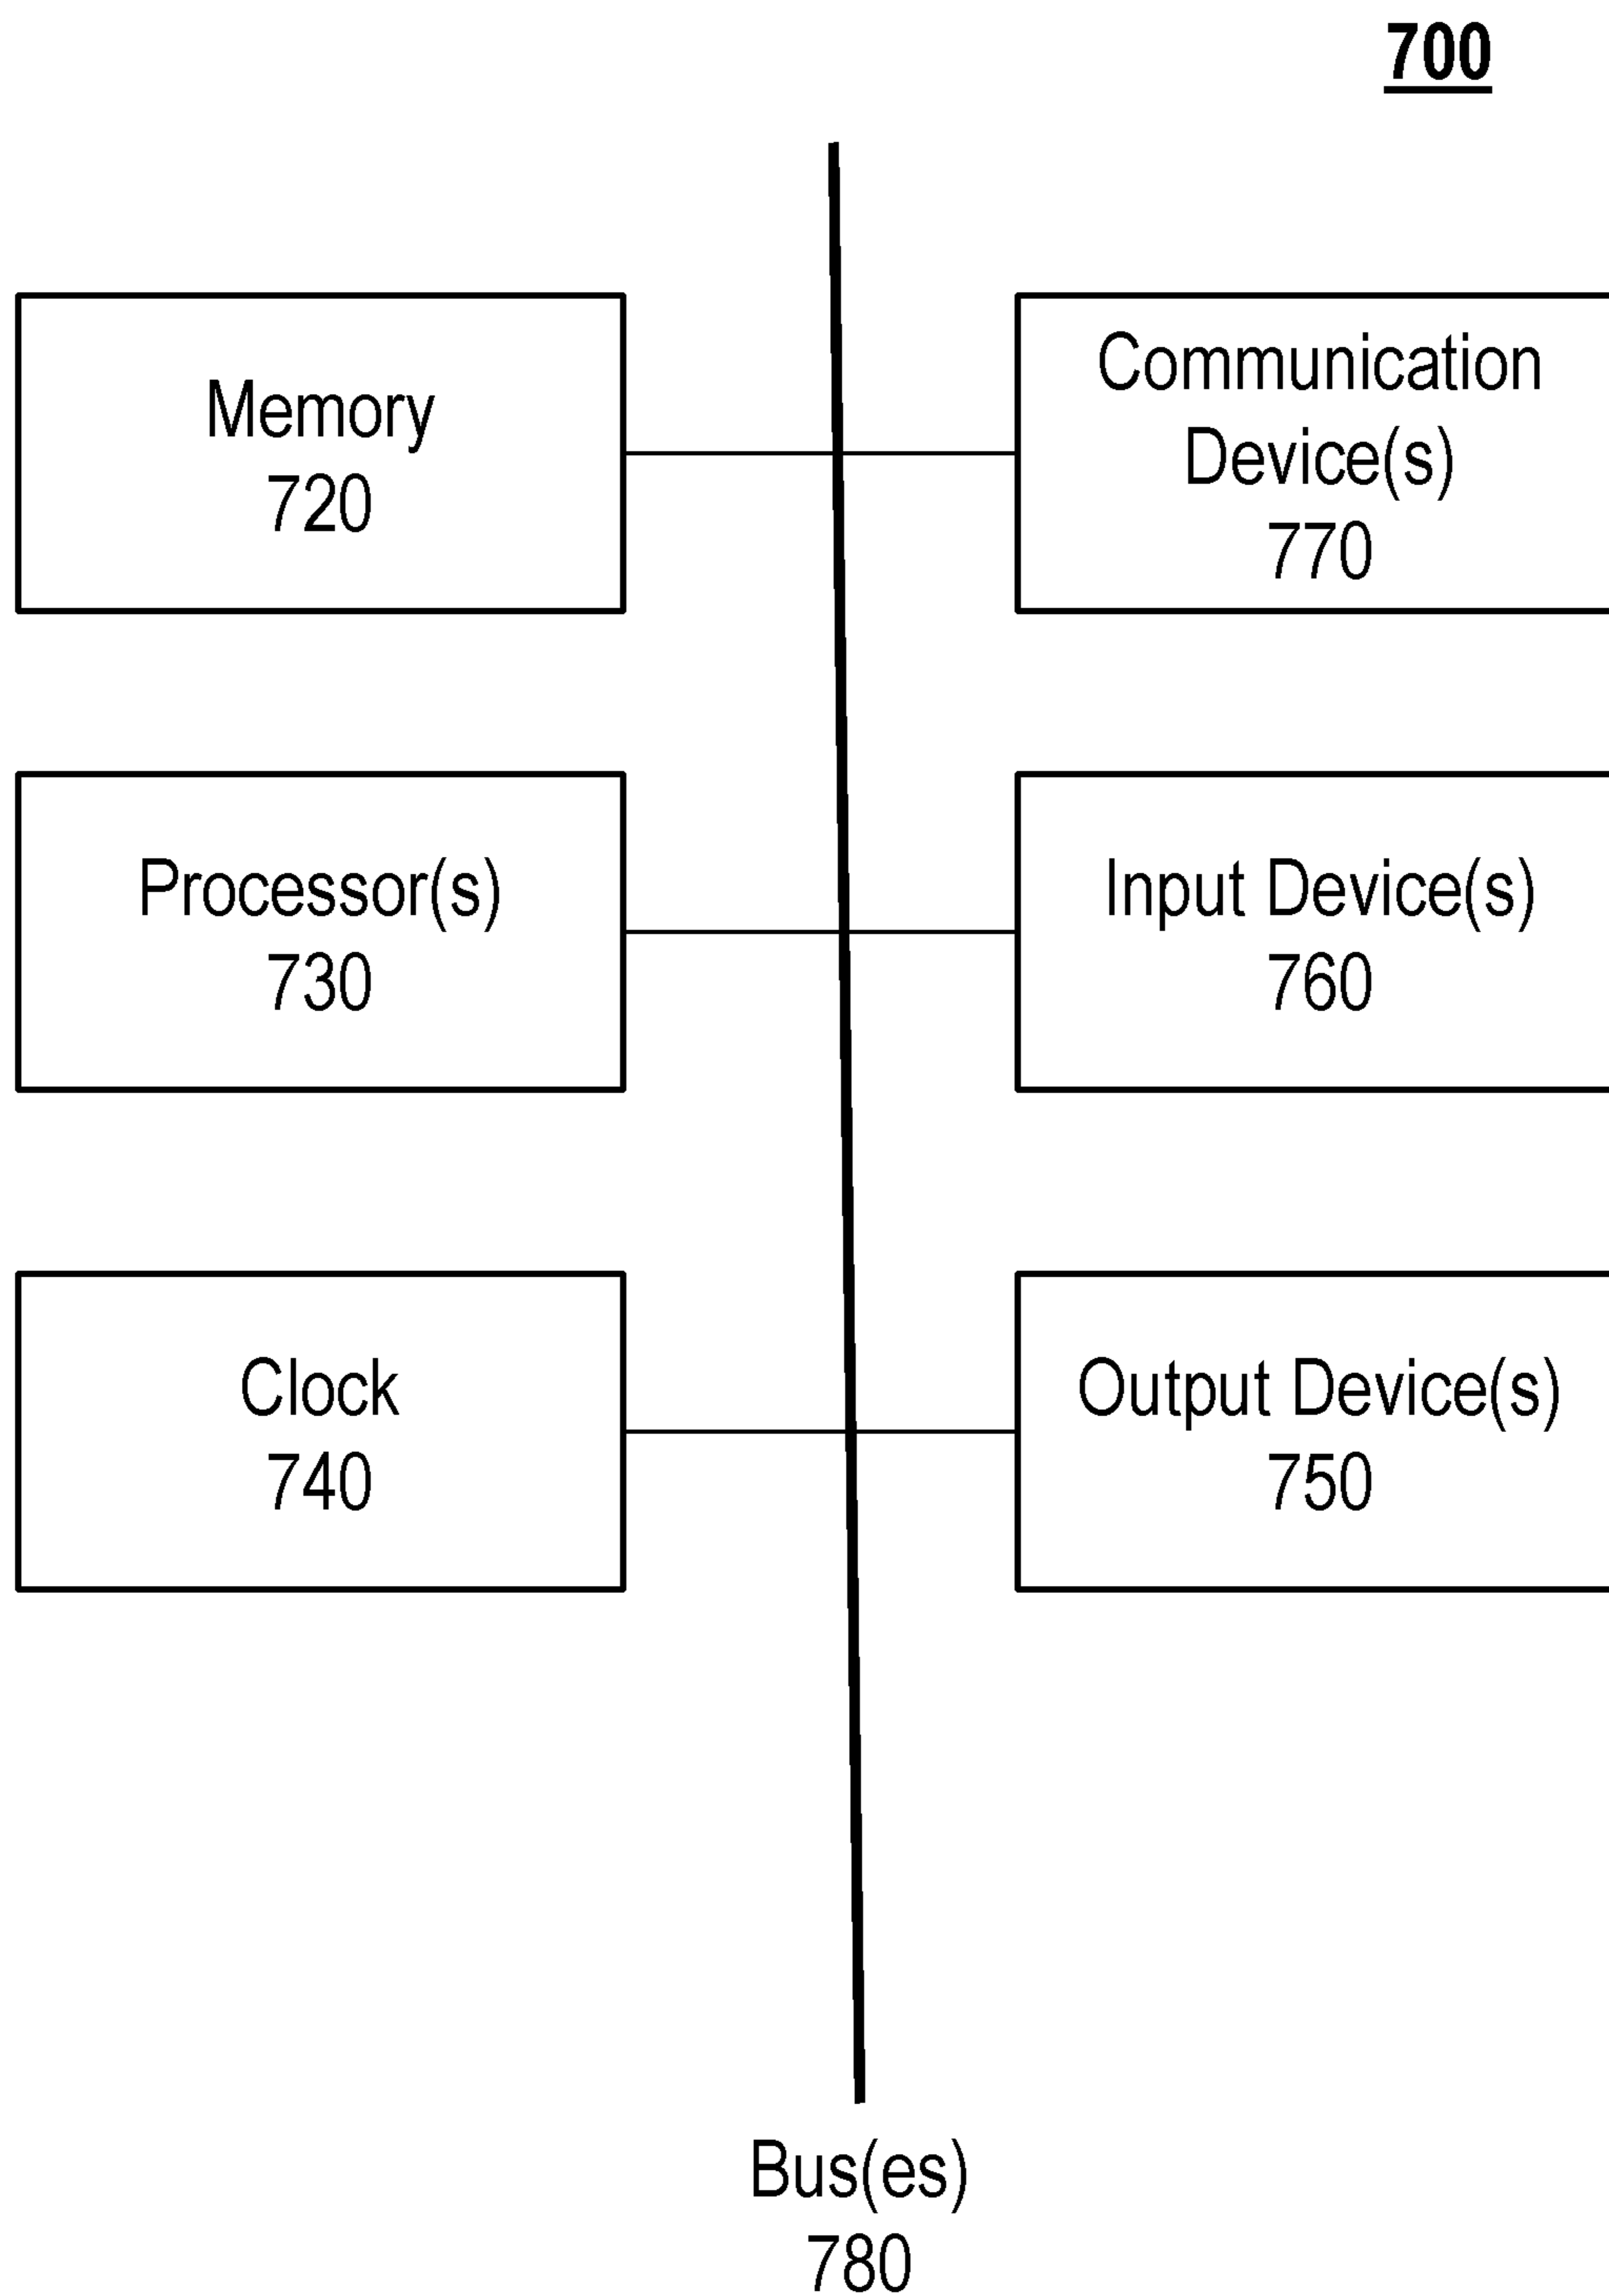 700
Memory
720
Communication
Device(s)
770
Processor(s)
730
Input Device(s)
760
Clock
740
Output Device(s)
750
Bus(es)
780